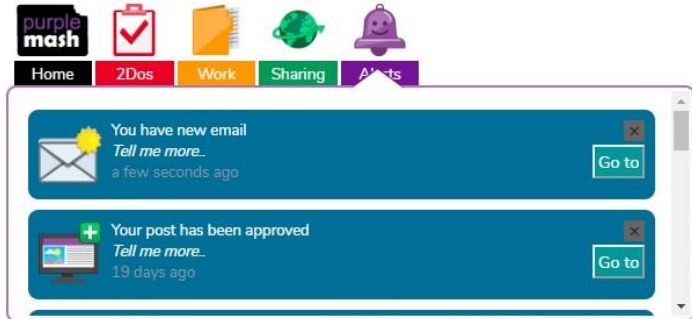 purple
mash
Home 2Dos Work Sharing Alerts
You have new email
Tell me more..
a few seconds ago
Go to
Your post has been approved
Tell me more..
19 days ago
Go to